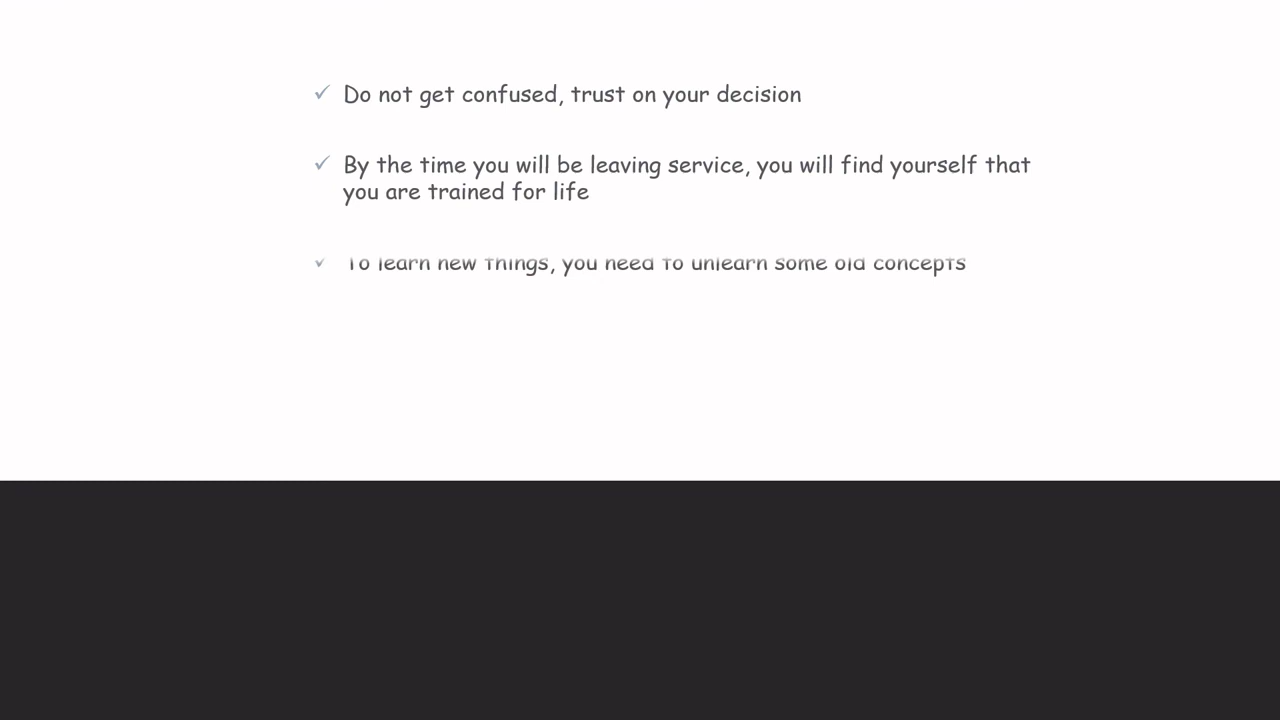 Do not get confused, trust on your decision
By the time you will be leaving service, you will find yourself that
you are trained for life
To learn new things, you need to unlearn some old concepts